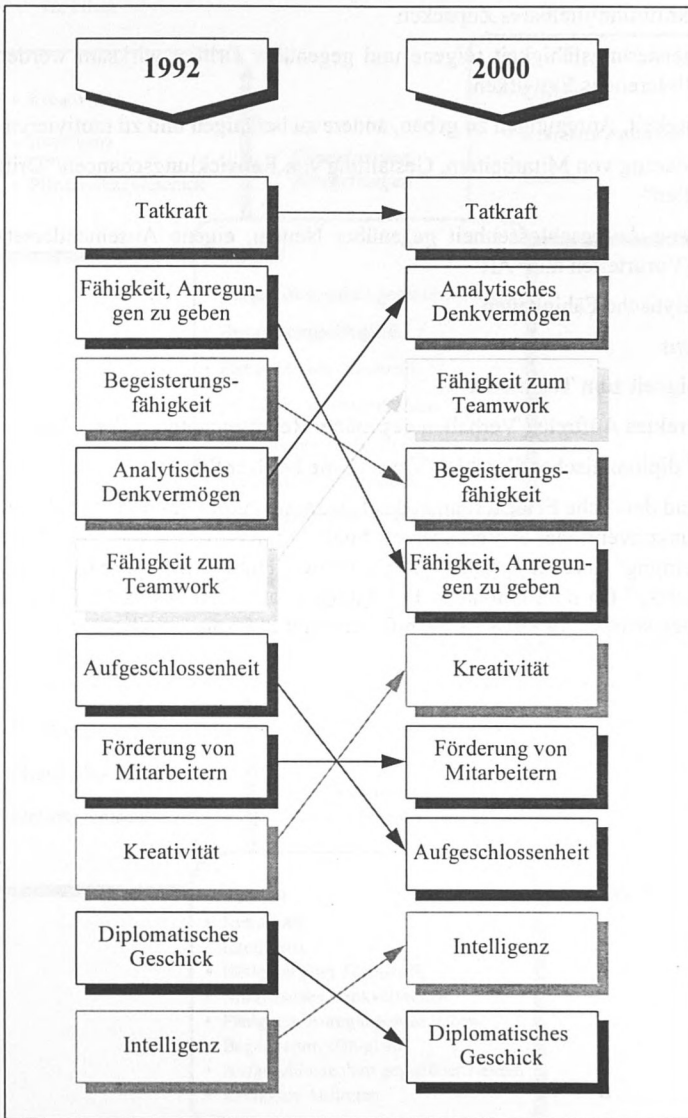 1992
Tatkraft
Fähigkeit, Anregun-
gen zu geben
Begeisterungs-
fähigkeit
Analytisches
Denkvermögen
Fähigkeit zum
Teamwork
Aufgeschlossenheit
Förderung von
Mitarbeitern
Kreativität
Diplomatisches
Geschick
Intelligenz
2000
Tatkraft
Analytisches
Denkvermögen
Fähigkeit zum
Teamwork
Begeisterungs-
fähigkeit
Fähigkeit, Anregun-
gen zu geben
Kreativität
Förderung von
Mitarbeitern
Aufgeschlossenheit
Intelligenz
Diplomatisches
Geschick